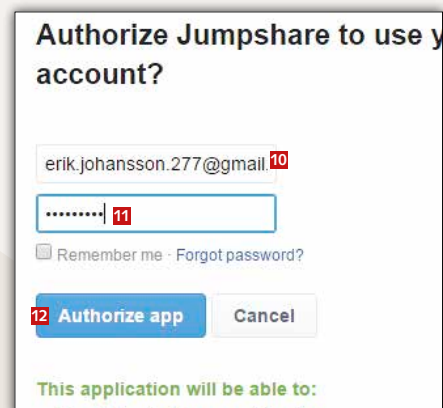 Authorize Jumpshare to use y
account?
erik.johansson.277@gmail. 10
••••••••• 11
Remember me · Forgot password?
12 Authorize app Cancel
This application will be able to: